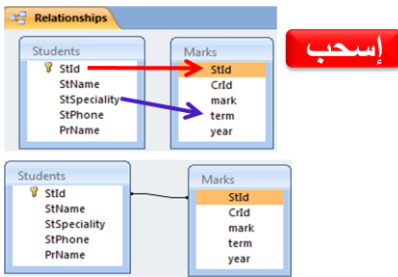 Relationships
إسحب
Students
StId
StName
StSpeciality
StPhone
PrName
Marks
StId
CrId
mark
term
year
Students
StId
StName
StSpeciality
StPhone
PrName
Marks
StId
CrId
mark
term
year